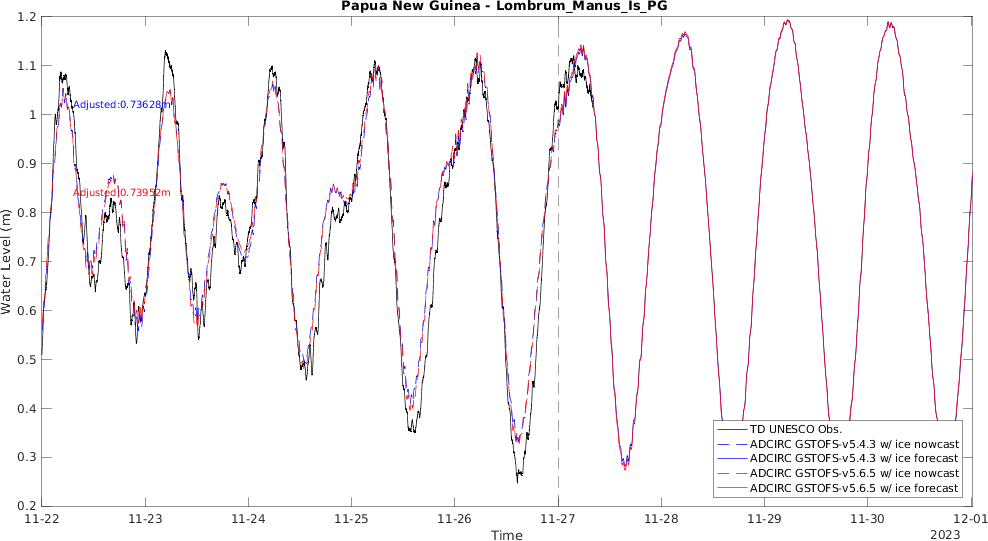 Papua New Guinea - Lombrum_Manus_Is_PG
1.2
1.1
1
0.9
0.8
0.7
0.6
0.5
0.4
0.3
0.2
Water Level (m)
Adjusted:0.73628m
Adjusted:0.73952m
TD UNESCO Obs.
ADCIRC GSTOFS-v5.4.3 w/ ice nowcast
ADCIRC GSTOFS-v5.4.3 w/ ice forecast
ADCIRC GSTOFS-v5.6.5 w/ ice nowcast
ADCIRC GSTOFS-v5.6.5 w/ ice forecast
11-22 11-23 11-24 11-25 11-26 11-27 11-28 11-29 11-30 12-01
Time
2023